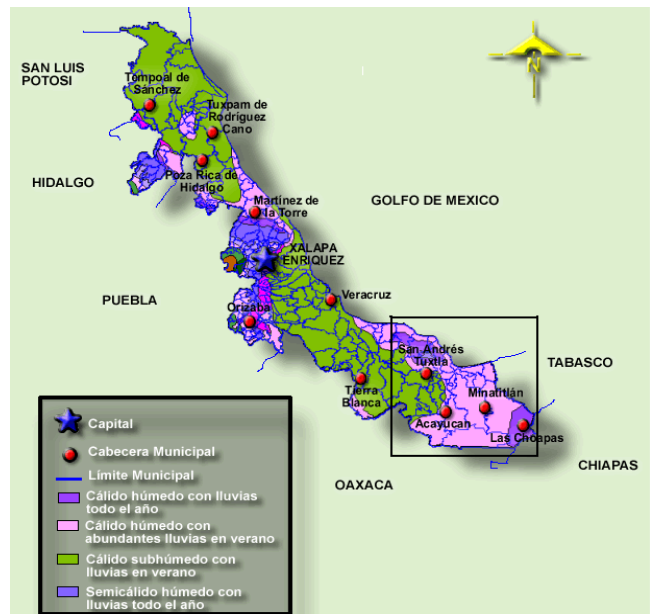 SAN LUIS
POTOSI
Tompoal de
Sánchez
Tuxpam de
Rodríguez
Cano
N
HIDALGO
Poza Rica de
Hidalgo
Martínez de
la Torre
GOLFO DE MEXICO
XALAPA
ENRIQUEZ
PUEBLA
Veracruz
Orizaba
San Andrés
Tuxtla
TABASCO
Tierra
Blanca
Minatitlán
Acayucan
Las Choapas
CHIAPAS
OAXACA
Capital
Cabecera Municipal
Límite Municipal
Cálido húmedo con lluvias
todo el año
Cálido húmedo con
abundantes lluvias en verano
Cálido subhúmedo con
lluvias en verano
Semicálido húmedo con
lluvias todo el año